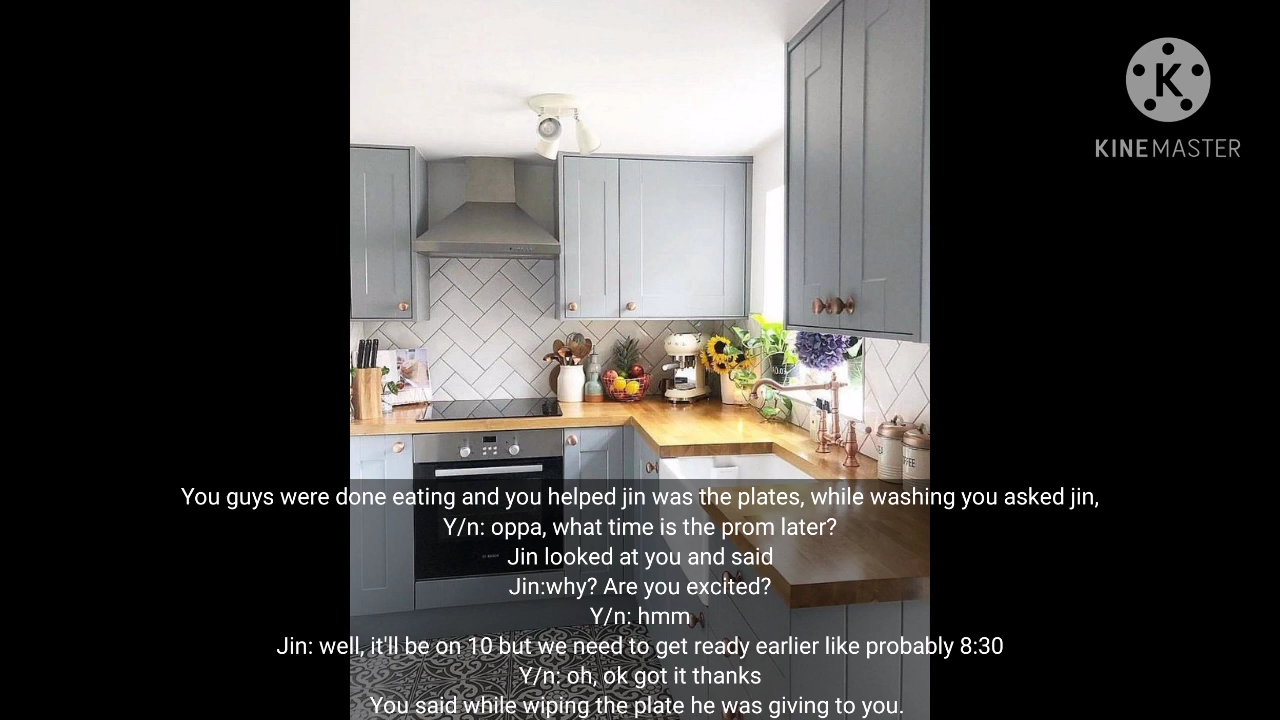 KINEMASTER
You guys were done eating and you helped jin was the plates, while washing you asked jin,
Y/n: oppa, what time is the prom later?
Jin looked at you and said
Jin:why? Are you excited?
Y/n: hmm
Jin: well, it'll be on 10 but we need to get ready earlier like probably 8:30
Y/n: oh, ok got it thanks
You said while wiping the plate he was giving to you.